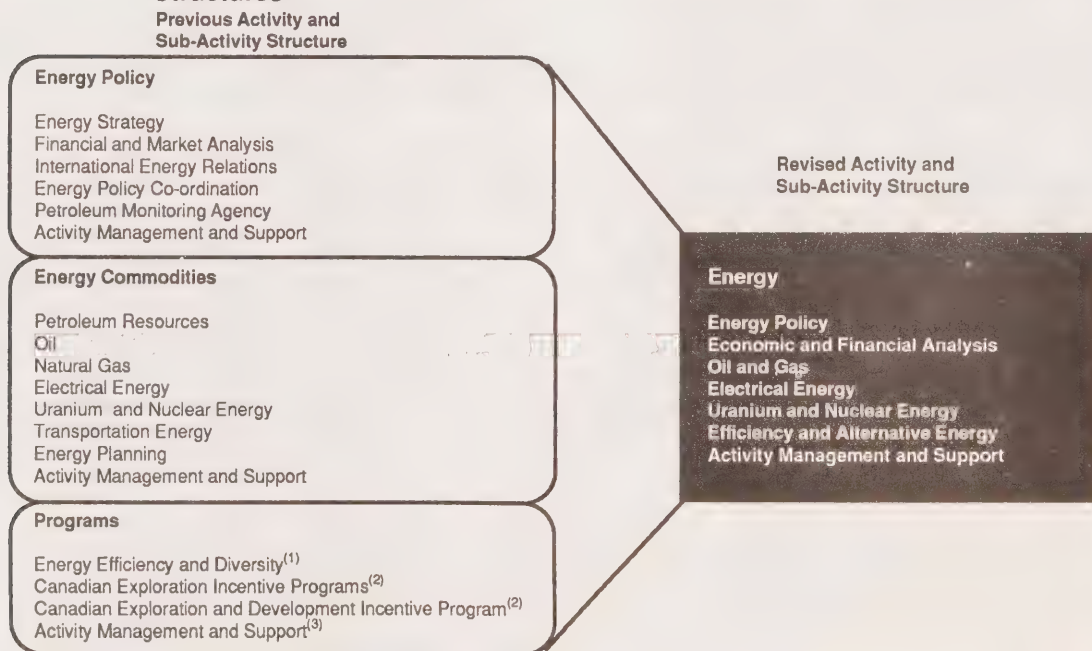 Structures
Previous Activity and
Sub-Activity Structure
Energy Policy
Energy Strategy
Financial and Market Analysis
International Energy Relations
Energy Policy Co-ordination
Petroleum Monitoring Agency
Activity Management and Support
Energy Commodities
Petroleum Resources
Oil
Natural Gas
Electrical Energy
Uranium and Nuclear Energy
Transportation Energy
Energy Planning
Activity Management and Support
Programs
Energy Efficiency and Diversity(1)
Canadian Exploration Incentive Programs(2)
Canadian Exploration and Development Incentive Program(2)
Activity Management and Support(3)
Revised Activity and
Sub-Activity Structure
Energy
Energy Policy
Economic and Financial Analysis
Oil and Gas
Electrical Energy
Uranium and Nuclear Energy
Efficiency and Alternative Energy
Activity Management and Support